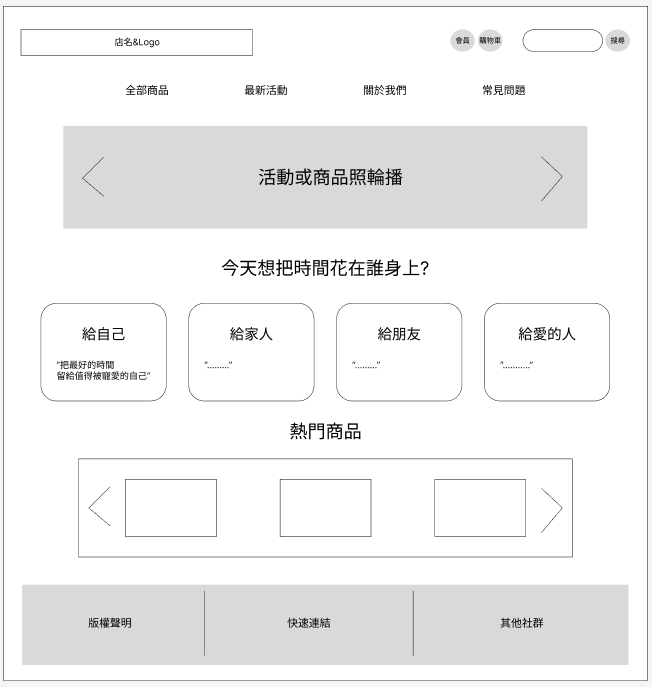 店名&Logo
會員
購物車
搜尋
全部商品
最新活動
關於我們
常見問題
活動或商品照輪播
今天想把時間花在誰身上?
給自己
給家人
給朋友
給愛的人
"把最好的時間
留給值得被寵愛的自己"
"………"
"………"
"…………"
熱門商品
版權聲明
快速連結
其他社群